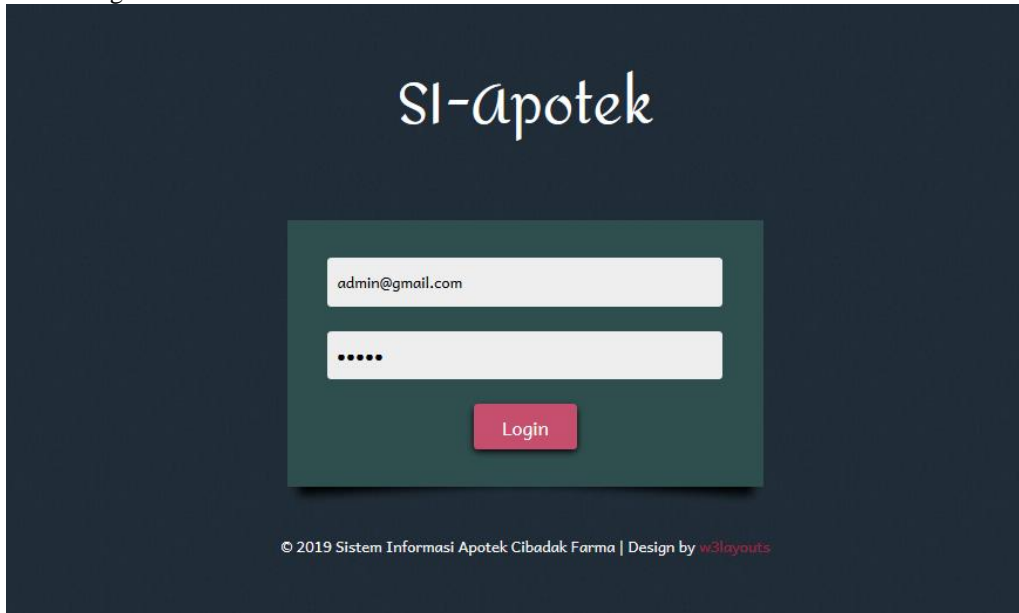 SI-Apotek
admin@gmail.com
•••••
Login
© 2019 Sistem Informasi Apotek Cibadak Farma | Design by w3layouts